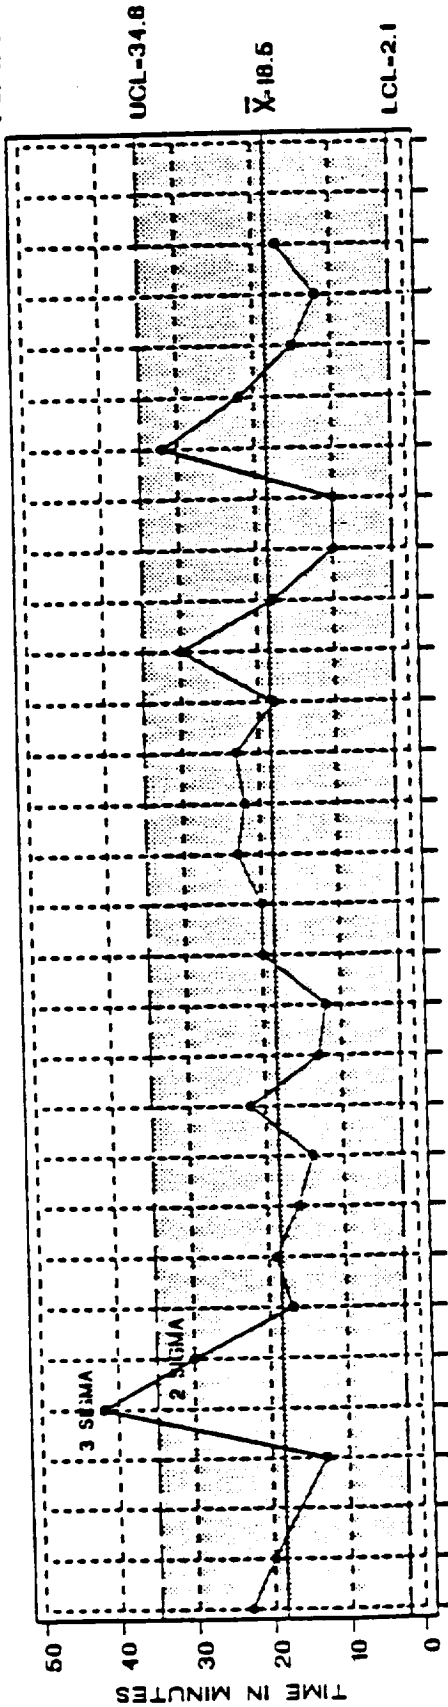 UCL=34.8
X̄=18.5
LCL=2.1
3 SIGMA
2 SIGMA
50
40
30
20
10
0
TIME IN MINUTES